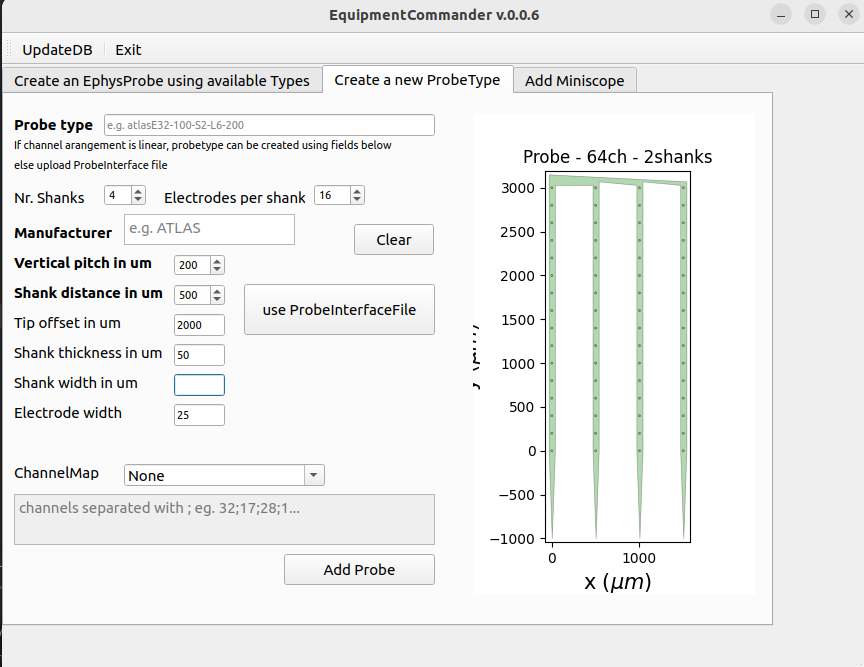 EquipmentCommander v.0.0.6
UpdateDB Exit
Create an EphysProbe using available Types Create a new ProbeType Add Miniscope
Probe type e.g. atlasE32-100-S2-L6-200
If channel arangement is linear, probetype can be created using fields below
else upload ProbeInterface file
Nr. Shanks 4 Electrodes per shank 16
Manufacturer e.g. ATLAS
Clear
Vertical pitch in um 200
Shank distance in um 500
use ProbeInterfaceFile
Tip offset in um 2000
Shank thickness in um 50
Shank width in um
Electrode width 25
ChannelMap None
channels separated with ; eg. 32;17;28;1...
Add Probe
Probe - 64ch - 2shanks
3000
2500
2000
1500
1000
500
0
−500
−1000
0 1000
x (μm)